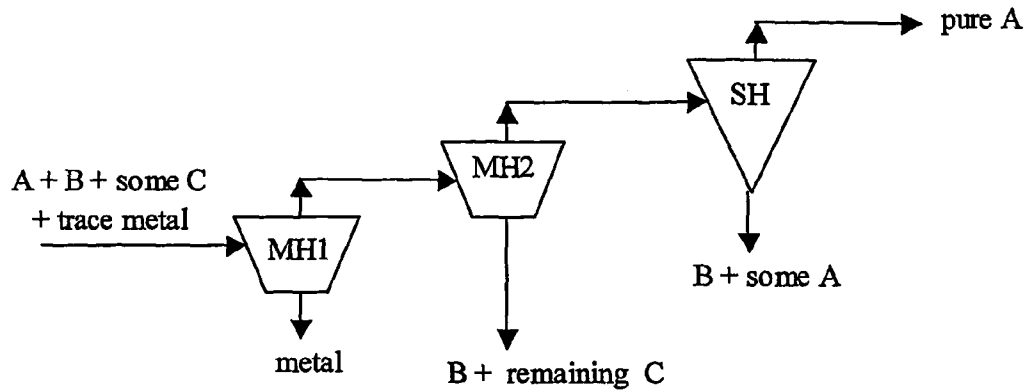 pure A
SH
MH2
A + B + some C
+ trace metal
MH1
B + some A
metal
B + remaining C